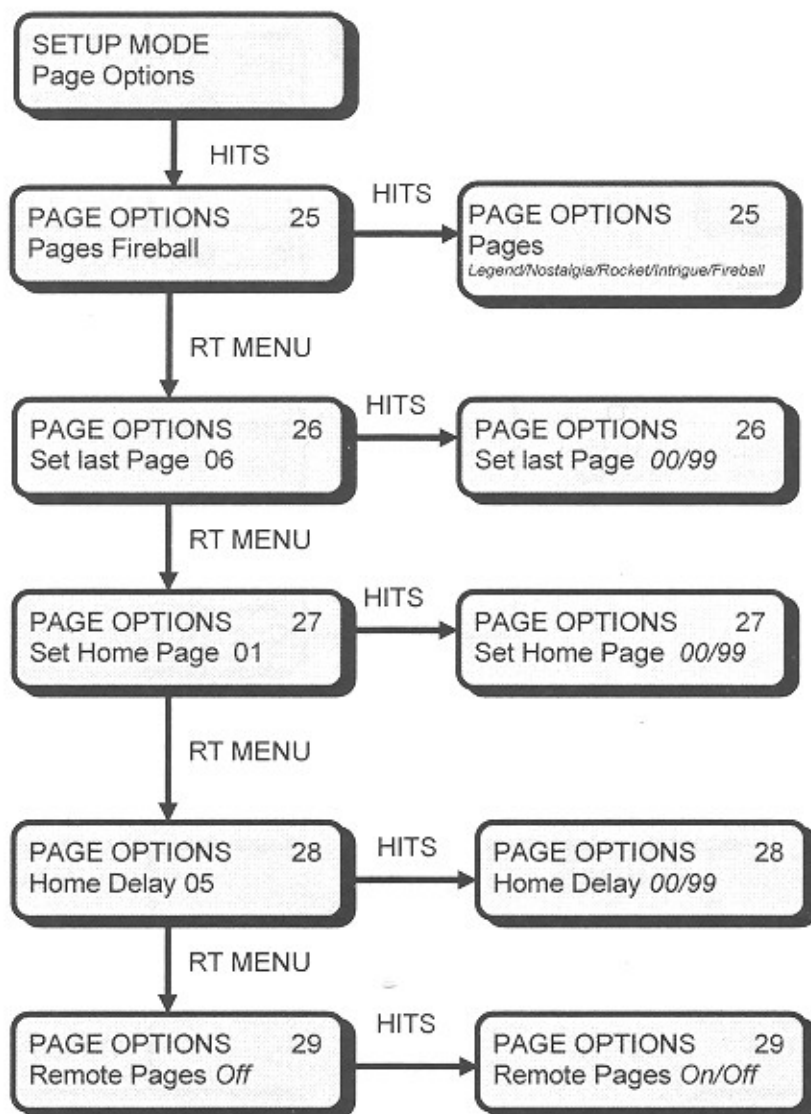 SETUP MODE
Page Options
HITS
PAGE OPTIONS 25
Pages Fireball
HITS
PAGE OPTIONS 25
Pages
Legend/Nostalgia/Rocket/Intrigue/Fireball
RT MENU
PAGE OPTIONS 26
Set last Page 06
HITS
PAGE OPTIONS 26
Set last Page 00/99
RT MENU
PAGE OPTIONS 27
Set Home Page 01
HITS
PAGE OPTIONS 27
Set Home Page 00/99
RT MENU
PAGE OPTIONS 28
Home Delay 05
HITS
PAGE OPTIONS 28
Home Delay 00/99
RT MENU
PAGE OPTIONS 29
Remote Pages Off
HITS
PAGE OPTIONS 29
Remote Pages On/Off